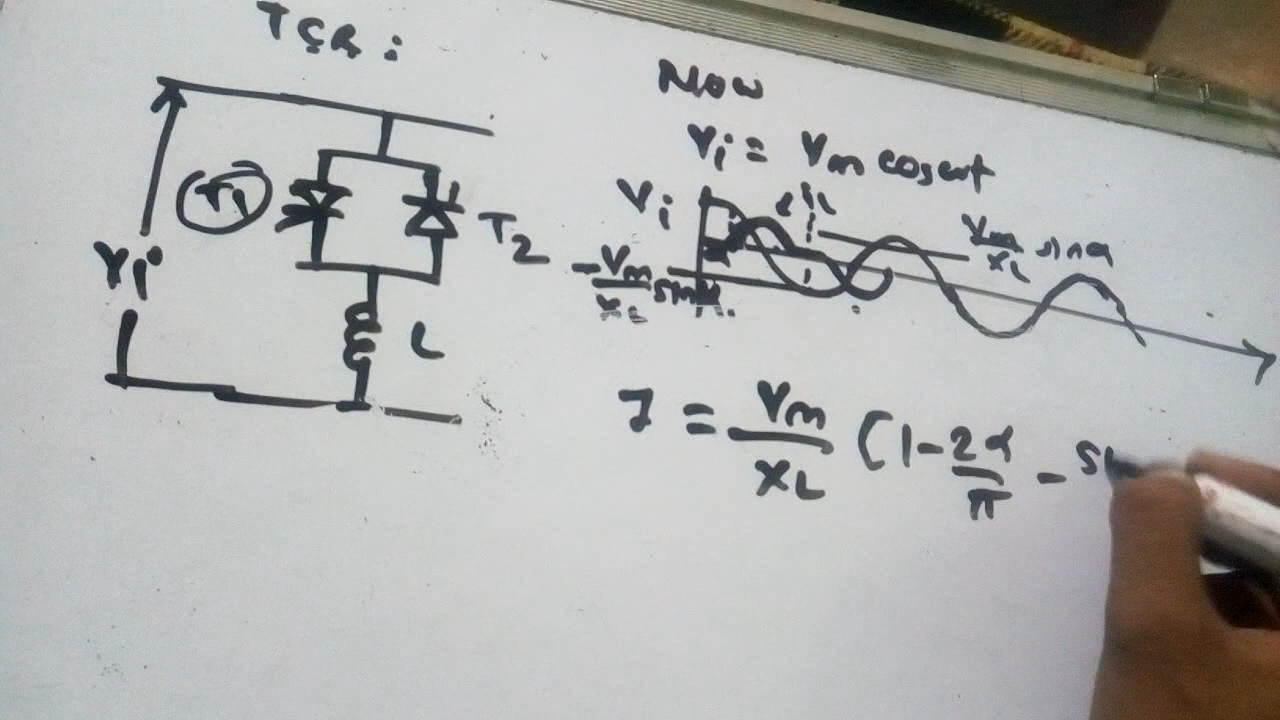 TCR:
Now
Vi = Vm cosωt
Vi
T1
T2
Vm/XL sinα
-Vm/XL sinα
Vi
L
I = Vm/XL (1 - 2α/π - si